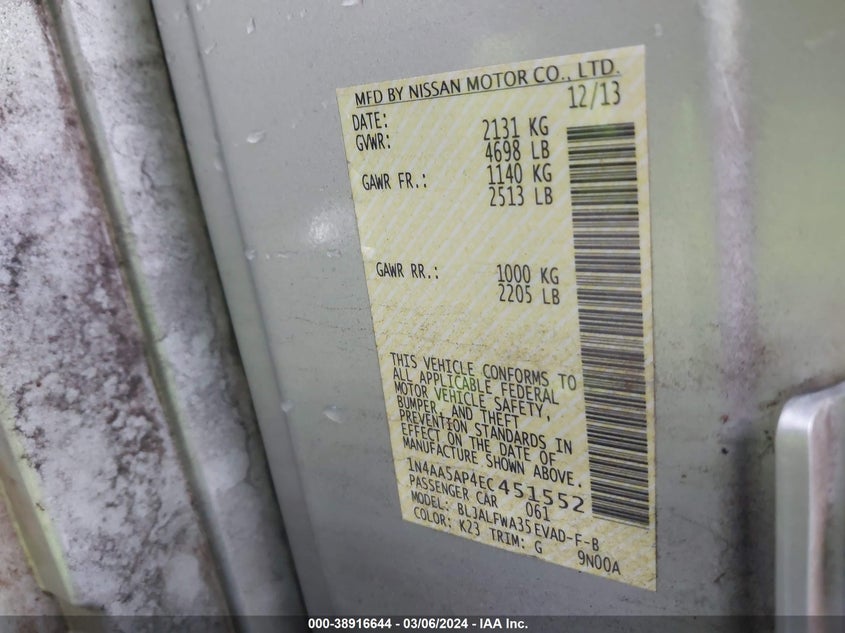 MFD BY NISSAN MOTOR CO., LTD.
DATE: 12/13
GVWR: 2131 KG
4698 LB
GAWR FR.: 1140 KG
2513 LB
GAWR RR.: 1000 KG
2205 LB
THIS VEHICLE CONFORMS TO
ALL APPLICABLE FEDERAL
MOTOR VEHICLE SAFETY,
BUMPER, AND THEFT
PREVENTION STANDARDS IN
EFFECT ON THE DATE OF
MANUFACTURE SHOWN ABOVE.
1N4AA5AP4EC451552
PASSENGER CAR 061
MODEL: BLJALFWA35EVAD-F-B
COLOR: K23 TRIM: G 9N00A
000-38916644 - 03/06/2024 - IAA Inc.